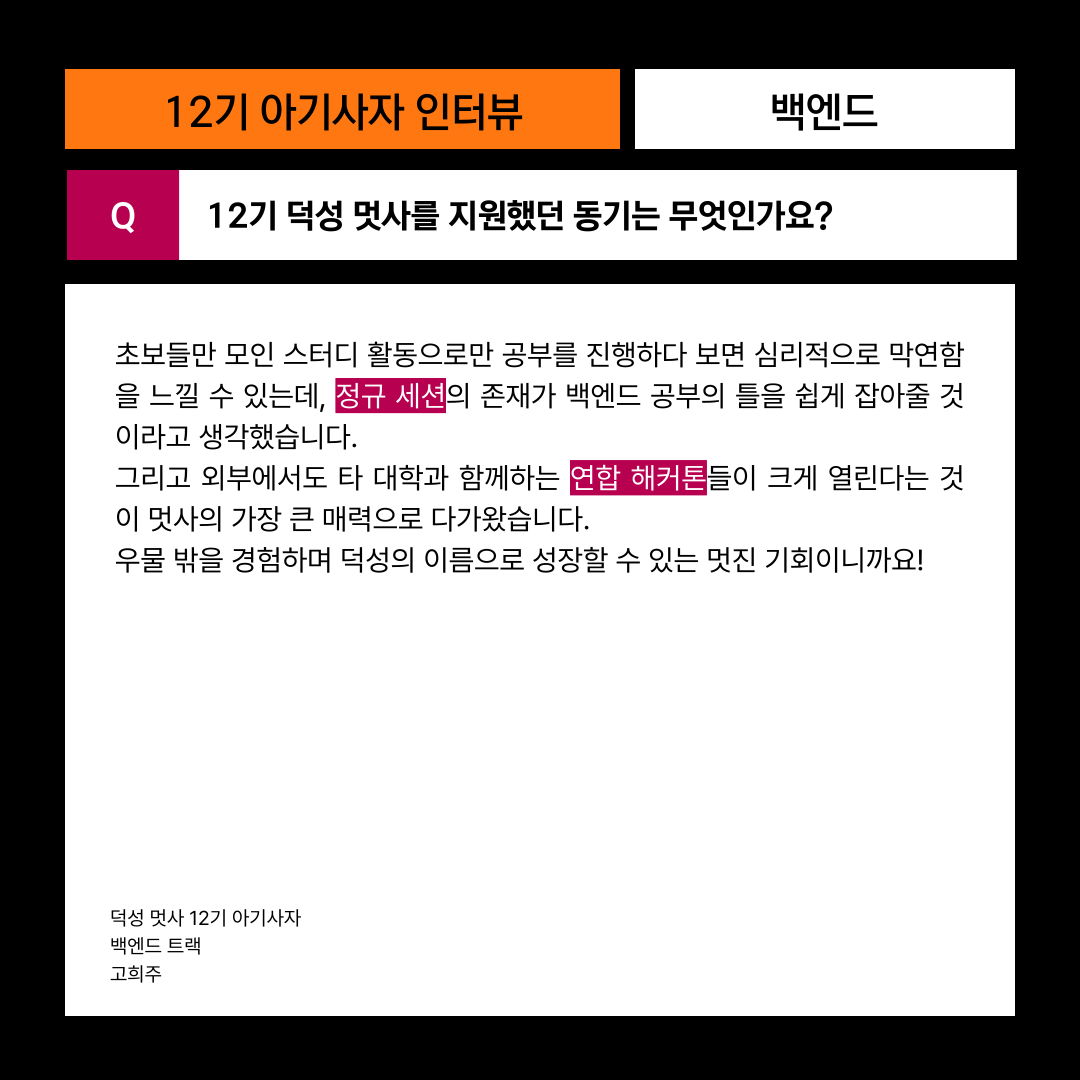 12기 아기사자 인터뷰
백엔드
Q
12기 덕성 멋사를 지원했던 동기는 무엇인가요?
초보들만 모인 스터디 활동으로만 공부를 진행하다 보면 심리적으로 막연함
을 느낄 수 있는데, 정규 세션의 존재가 백엔드 공부의 틀을 쉽게 잡아줄 것
이라고 생각했습니다.
그리고 외부에서도 타 대학과 함께하는 연합 해커톤들이 크게 열린다는 것
이 멋사의 가장 큰 매력으로 다가왔습니다.
우물 밖을 경험하며 덕성의 이름으로 성장할 수 있는 멋진 기회이니까요!
덕성 멋사 12기 아기사자
백엔드 트랙
고희주